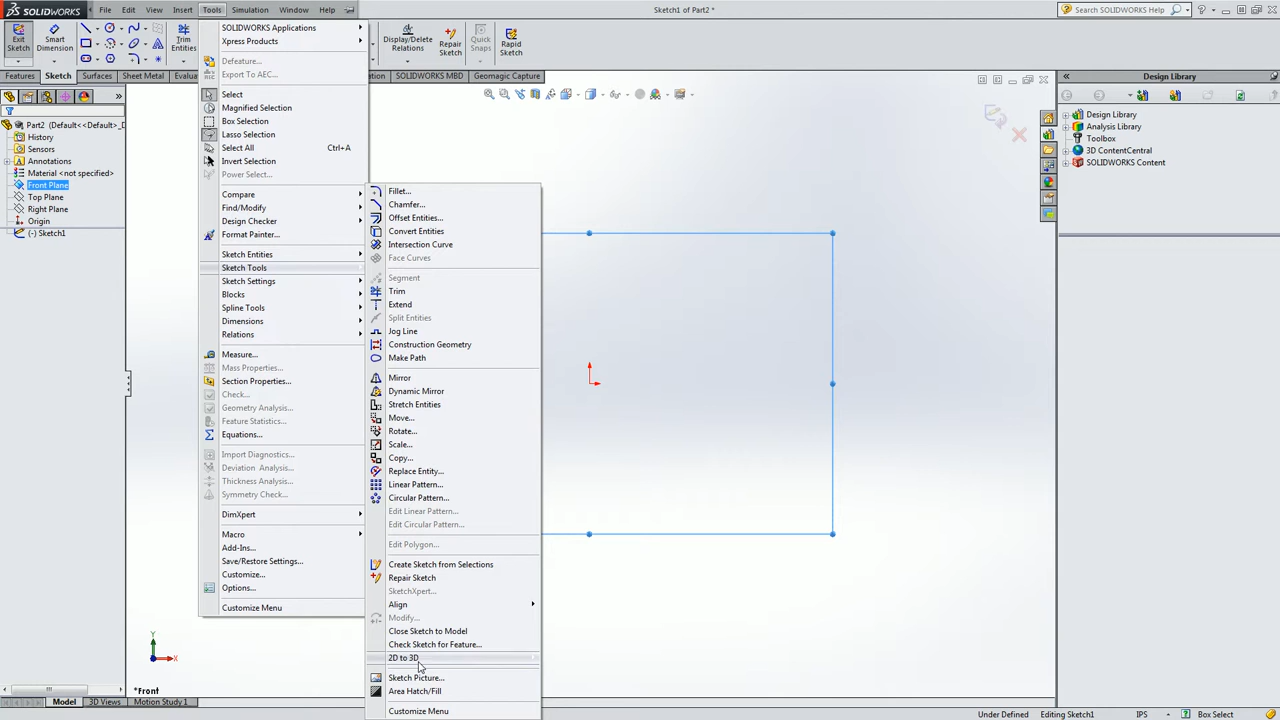 SOLIDWORKS File Edit View Insert Tools Simulation Window Help Sketch1 of Part2 * Search SOLIDWORKS Help
Exit Sketch
Smart Dimension
Trim Entities
Display/Delete Relations
Repair Sketch
Quick Snaps
Rapid Sketch
Features Sketch Surfaces Sheet Metal Evalua SOLIDWORKS MBD Geomagic Capture
Design Library
Part2 (Default<<Default>_D
History
Sensors
Annotations
Material <not specified>
Front Plane
Top Plane
Right Plane
Origin
(-) Sketch1
SOLIDWORKS Applications
Xpress Products
Defeature...
Export To AEC...
Select
Magnified Selection
Box Selection
Lasso Selection
Select All Ctrl+A
Invert Selection
Power Select...
Compare
Find/Modify
Design Checker
Format Painter...
Sketch Entities
Sketch Tools
Sketch Settings
Blocks
Spline Tools
Dimensions
Relations
Measure...
Mass Properties...
Section Properties...
Check...
Geometry Analysis...
Feature Statistics...
Equations...
Import Diagnostics...
Deviation Analysis...
Thickness Analysis...
Symmetry Check...
DimXpert
Macro
Add-Ins...
Save/Restore Settings...
Customize...
Options...
Customize Menu
Fillet...
Chamfer...
Offset Entities...
Convert Entities
Intersection Curve
Face Curves
Segment
Trim
Extend
Split Entities
Jog Line
Construction Geometry
Make Path
Mirror
Dynamic Mirror
Stretch Entities
Move...
Rotate...
Scale...
Copy...
Replace Entity...
Linear Pattern...
Circular Pattern...
Edit Linear Pattern...
Edit Circular Pattern...
Edit Polygon...
Create Sketch from Selections
Repair Sketch
SketchXpert...
Align
Modify...
Close Sketch to Model
Check Sketch for Feature...
2D to 3D
Sketch Picture...
Area Hatch/Fill
Customize Menu
Design Library
Analysis Library
Toolbox
3D ContentCentral
SOLIDWORKS Content
Y
X
*Front
Model 3D Views Motion Study 1
Under Defined Editing Sketch1 IPS Box Select